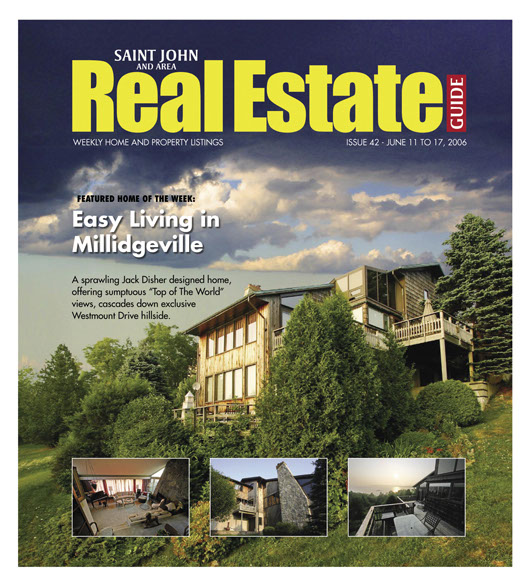 SAINT JOHN
AND AREA
Real Estate
GUIDE
WEEKLY HOME AND PROPERTY LISTINGS
ISSUE 42 - JUNE 11 TO 17, 2006
FEATURED HOME OF THE WEEK:
Easy Living in
Millidgeville
A sprawling Jack Disher designed home,
offering sumptuous “Top of The World”
views, cascades down exclusive
Westmount Drive hillside.